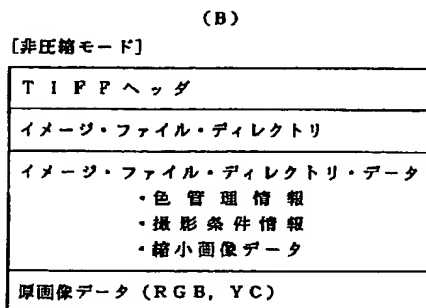 (B)
[非圧縮モード]
TIFFヘッダ
イメージ・ファイル・ディレクトリ
イメージ・ファイル・ディレクトリ・データ
・色管理情報
・撮影条件情報
・縮小画像データ
原画像データ (RGB, YC)